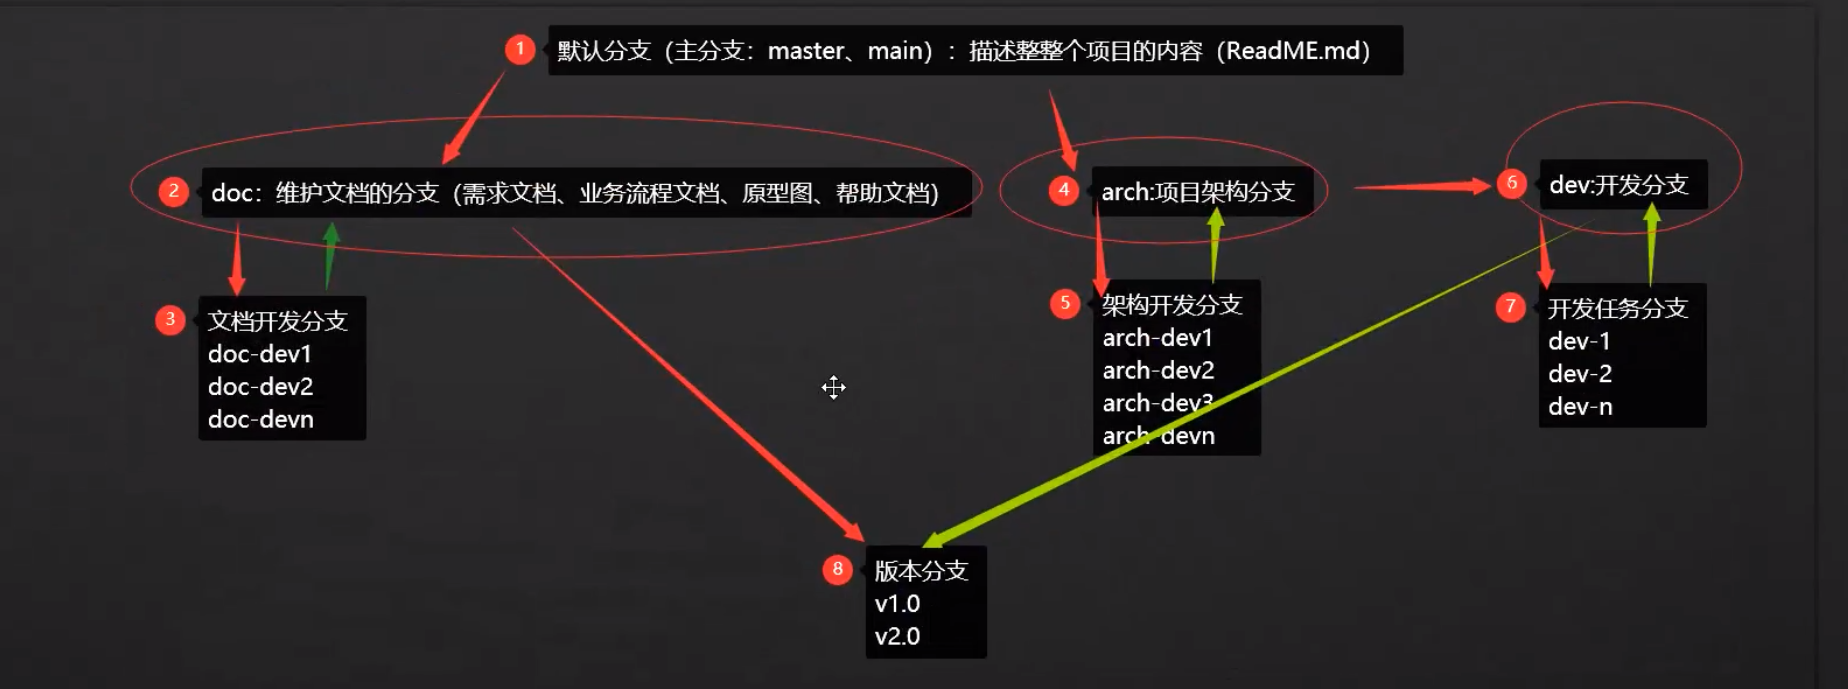 1 默认分支（主分支：master、main）：描述整整个项目的内容（ReadME.md）
2 doc：维护文档的分支（需求文档、业务流程文档、原型图、帮助文档）
4 arch:项目架构分支
6 dev:开发分支
3 文档开发分支
doc-dev1
doc-dev2
doc-devn
5 架构开发分支
arch-dev1
arch-dev2
arch-dev3
arch-devn
7 开发任务分支
dev-1
dev-2
dev-n
8 版本分支
v1.0
v2.0